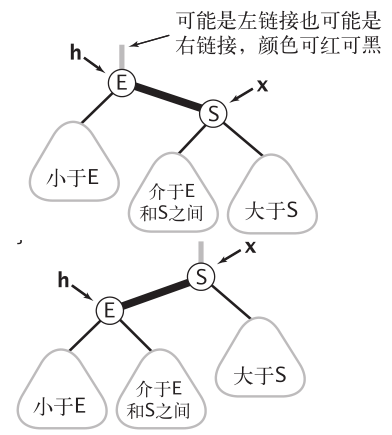 可能是左链接也可能是
右链接，颜色可红可黑
h
E
x
S
小于E
介于E
和S之间
大于S
x
h
S
E
大于S
小于E
介于E
和S之间